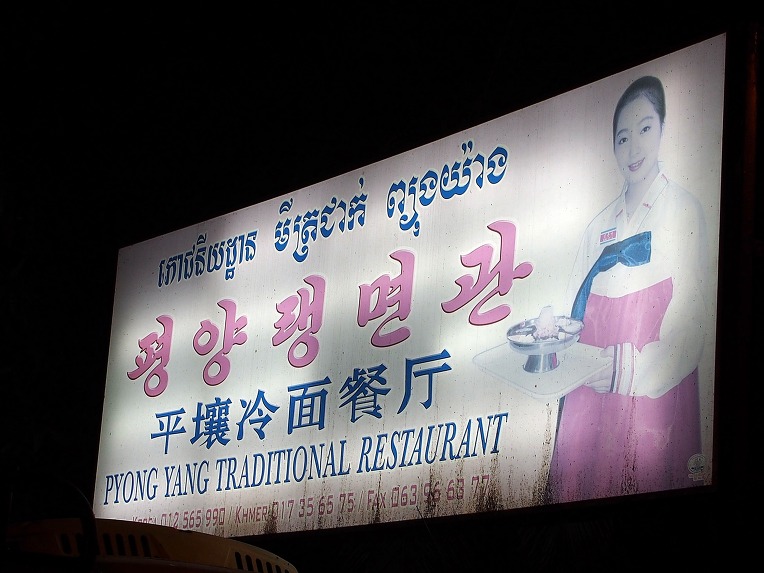 ភោជនីយដ្ឋាន មីត្រជាក់ ព្យុងយ៉ាង
평양랭면관
平壤冷面餐厅
PYONG YANG TRADITIONAL RESTAURANT
012 565 990 / KHMER 017 35 66 75 / FAX 063 96 63 77